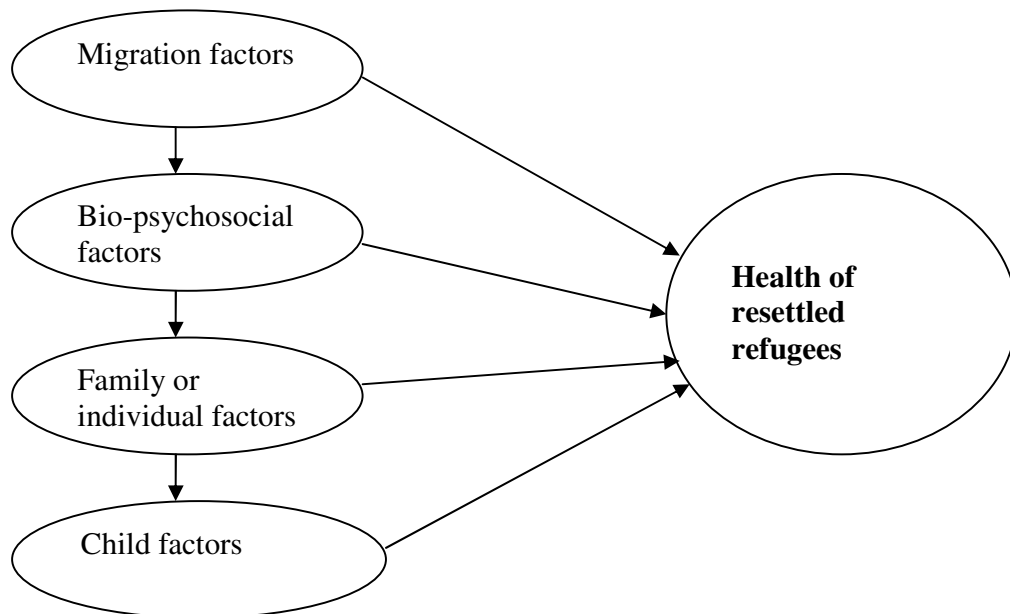 Migration factors
Bio-psychosocial
factors
Family or
individual factors
Child factors
Health of
resettled
refugees